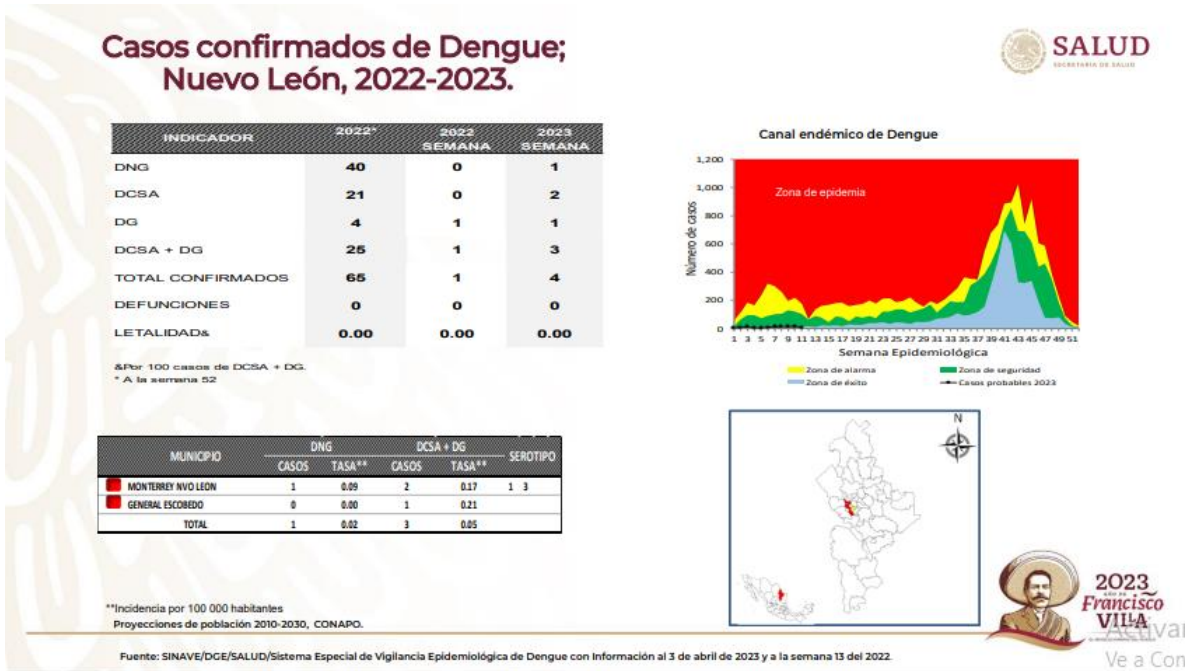 Casos confirmados de Dengue;
Nuevo León, 2022-2023.
SALUD
SECRETARÍA DE SALUD
INDICADOR 2022* 2022 SEMANA 2023 SEMANA
DNG 40 0 1
DCSA 21 0 2
DG 4 1 1
DCSA + DG 25 1 3
TOTAL CONFIRMADOS 65 1 4
DEFUNCIONES 0 0 0
LETALIDAD& 0.00 0.00 0.00
&Por 100 casos de DCSA + DG.
* A la semana 52
Canal endémico de Dengue
Número de casos
1,200
1,000
800
600
400
200
0
Zona de epidemia
1 3 5 7 9 11 13 15 17 19 21 23 25 27 29 31 33 35 37 39 41 43 45 47 49 51
Semana Epidemiológica
Zona de alarma Zona de seguridad
Zona de éxito Casos probables 2023
MUNICIPIO DNG DCSA + DG SEROTIPO
CASOS TASA** CASOS TASA**
MONTERREY NVO LEON 1 0.09 2 0.17 1 3
GENERAL ESCOBEDO 0 0.00 1 0.21
TOTAL 1 0.02 3 0.05
N
**Incidencia por 100 000 habitantes
Proyecciones de población 2010-2030, CONAPO.
2023
AÑO DE
Francisco
VILLA
Activar
Ve a Con
Fuente: SINAVE/DGE/SALUD/Sistema Especial de Vigilancia Epidemiológica de Dengue con Información al 3 de abril de 2023 y a la semana 13 del 2022.